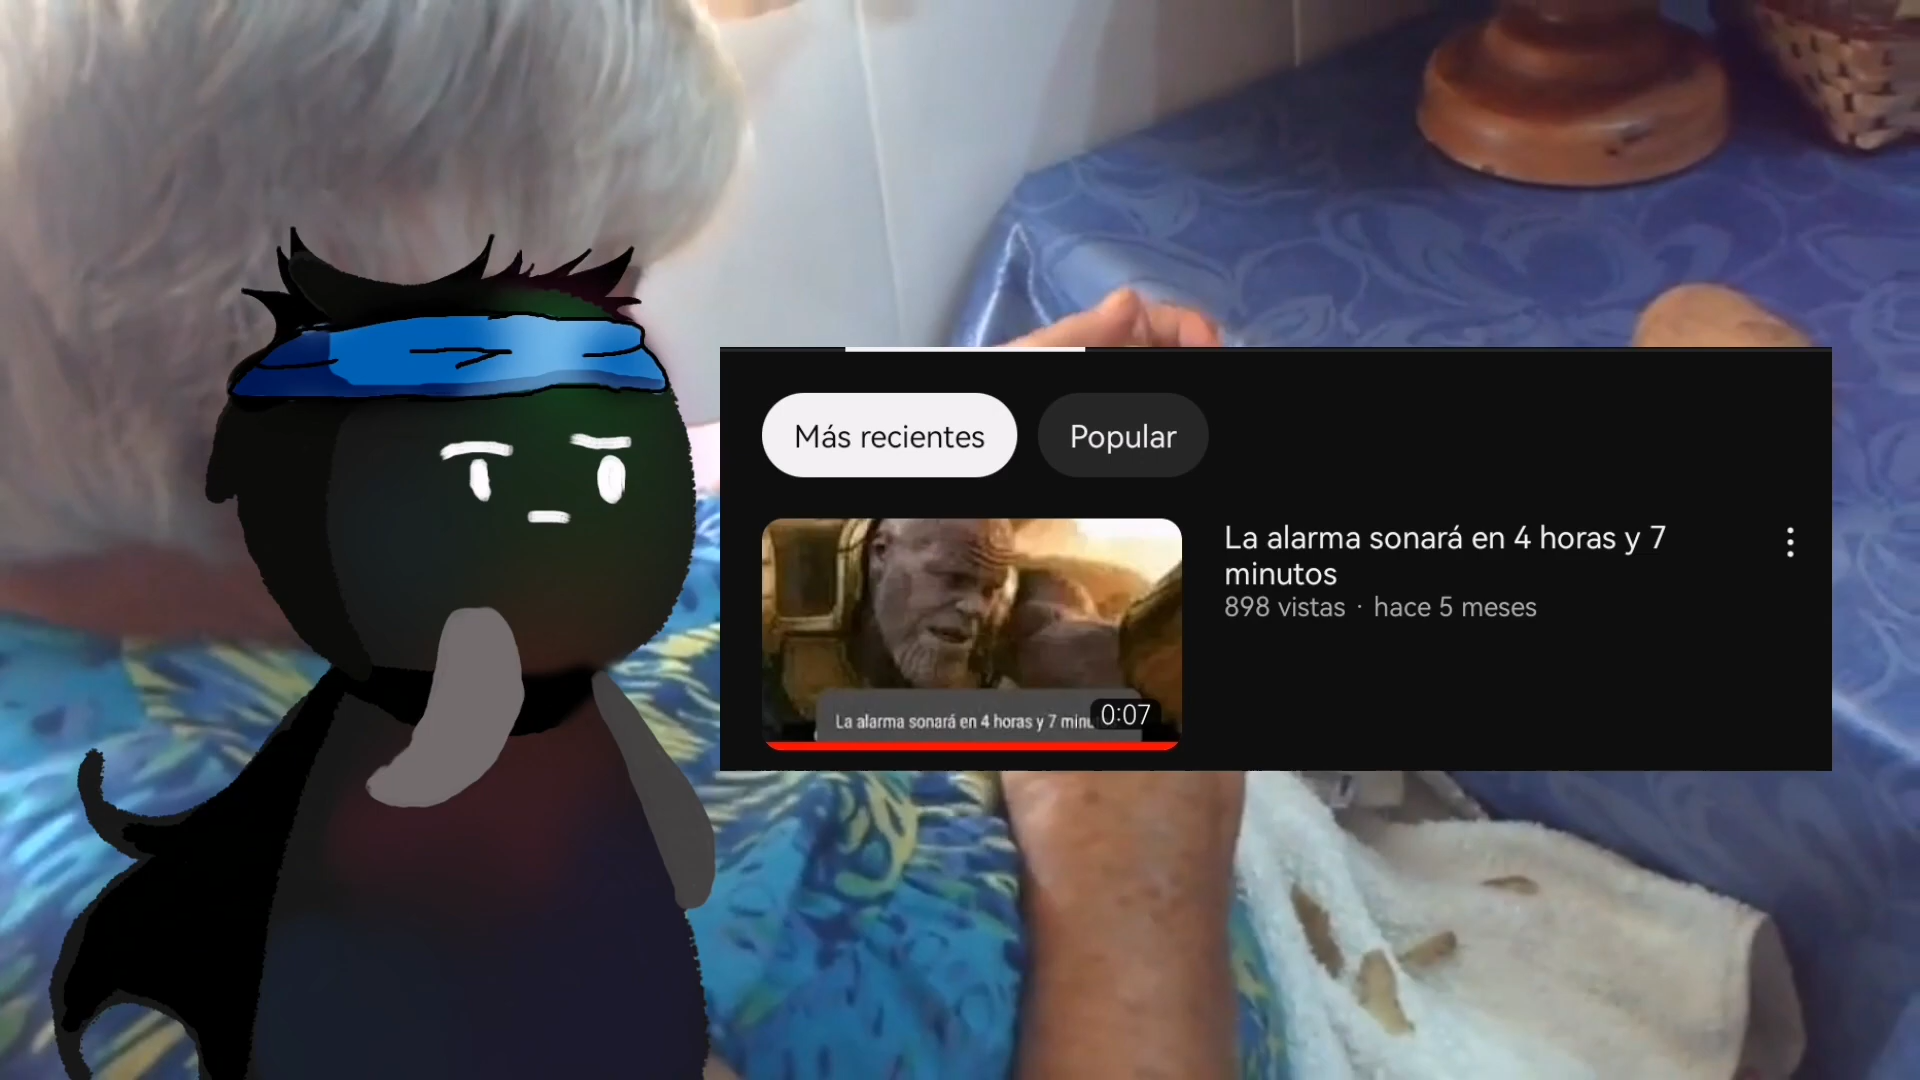 Más recientes
Popular
La alarma sonará en 4 horas y 7
minutos
898 vistas · hace 5 meses
La alarma sonará en 4 horas y 7
0:07